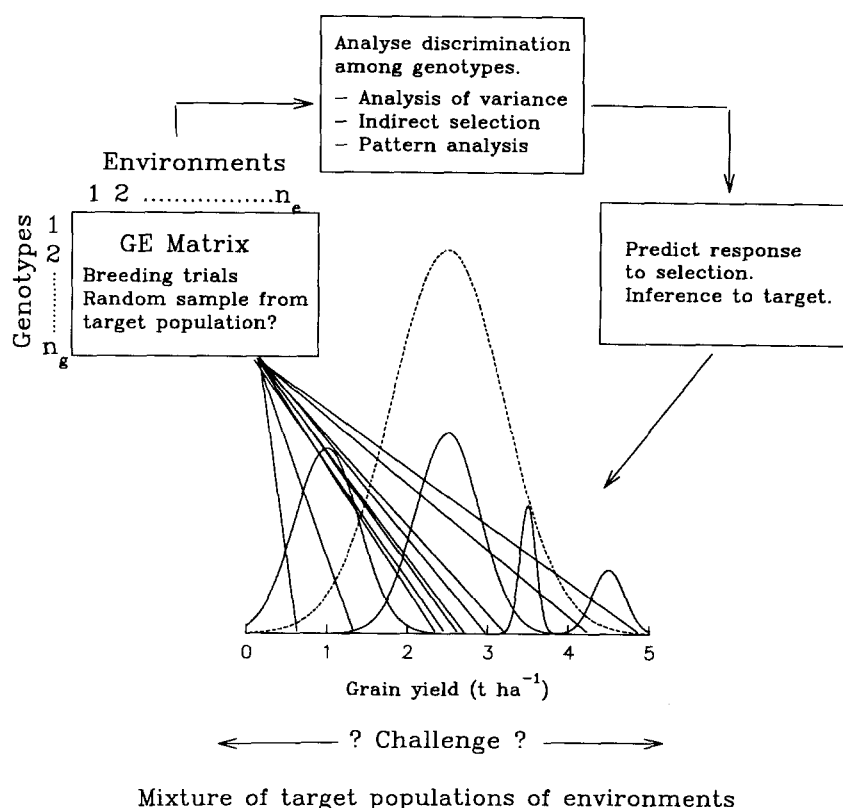 Analyse discrimination
among genotypes.
– Analysis of variance
– Indirect selection
– Pattern analysis
Environments
1 2 ..................nₑ
Genotypes
1
2
n_g
GE Matrix
Breeding trials
Random sample from
target population?
Predict response
to selection.
Inference to target.
0 1 2 3 4 5
Grain yield (t ha⁻¹)
? Challenge ?
Mixture of target populations of environments